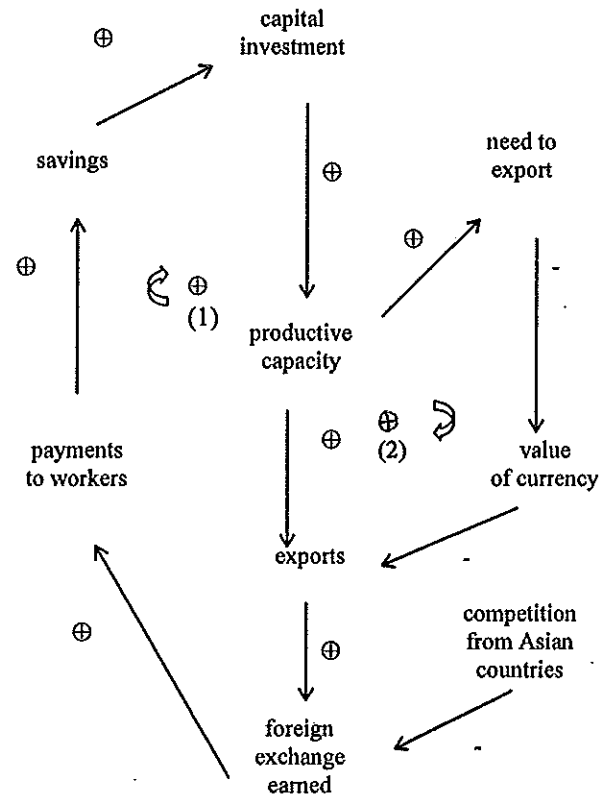 capital
investment
⊕
savings
need to
export
⊕
⊕
⊕
-
⊕
(1)
productive
capacity
⊕
⊕
(2)
payments
to workers
value
of currency
exports
-
⊕
⊕
competition
from Asian
countries
foreign
exchange
earned
-